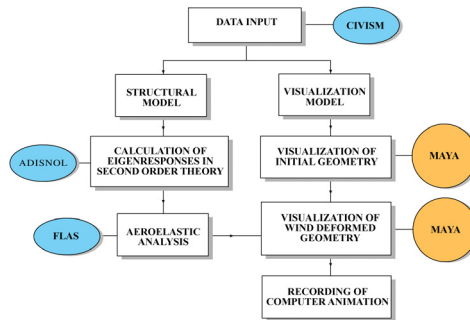 DATA INPUT
CIVISM
STRUCTURAL
MODEL
VISUALIZATION
MODEL
ADISNOL
CALCULATION OF
EIGENRESPONSES IN
SECOND ORDER THEORY
VISUALIZATION OF
INITIAL GEOMETRY
MAYA
FLAS
AEROELASTIC
ANALYSIS
VISUALIZATION OF
WIND DEFORMED
GEOMETRY
MAYA
RECORDING OF
COMPUTER ANIMATION